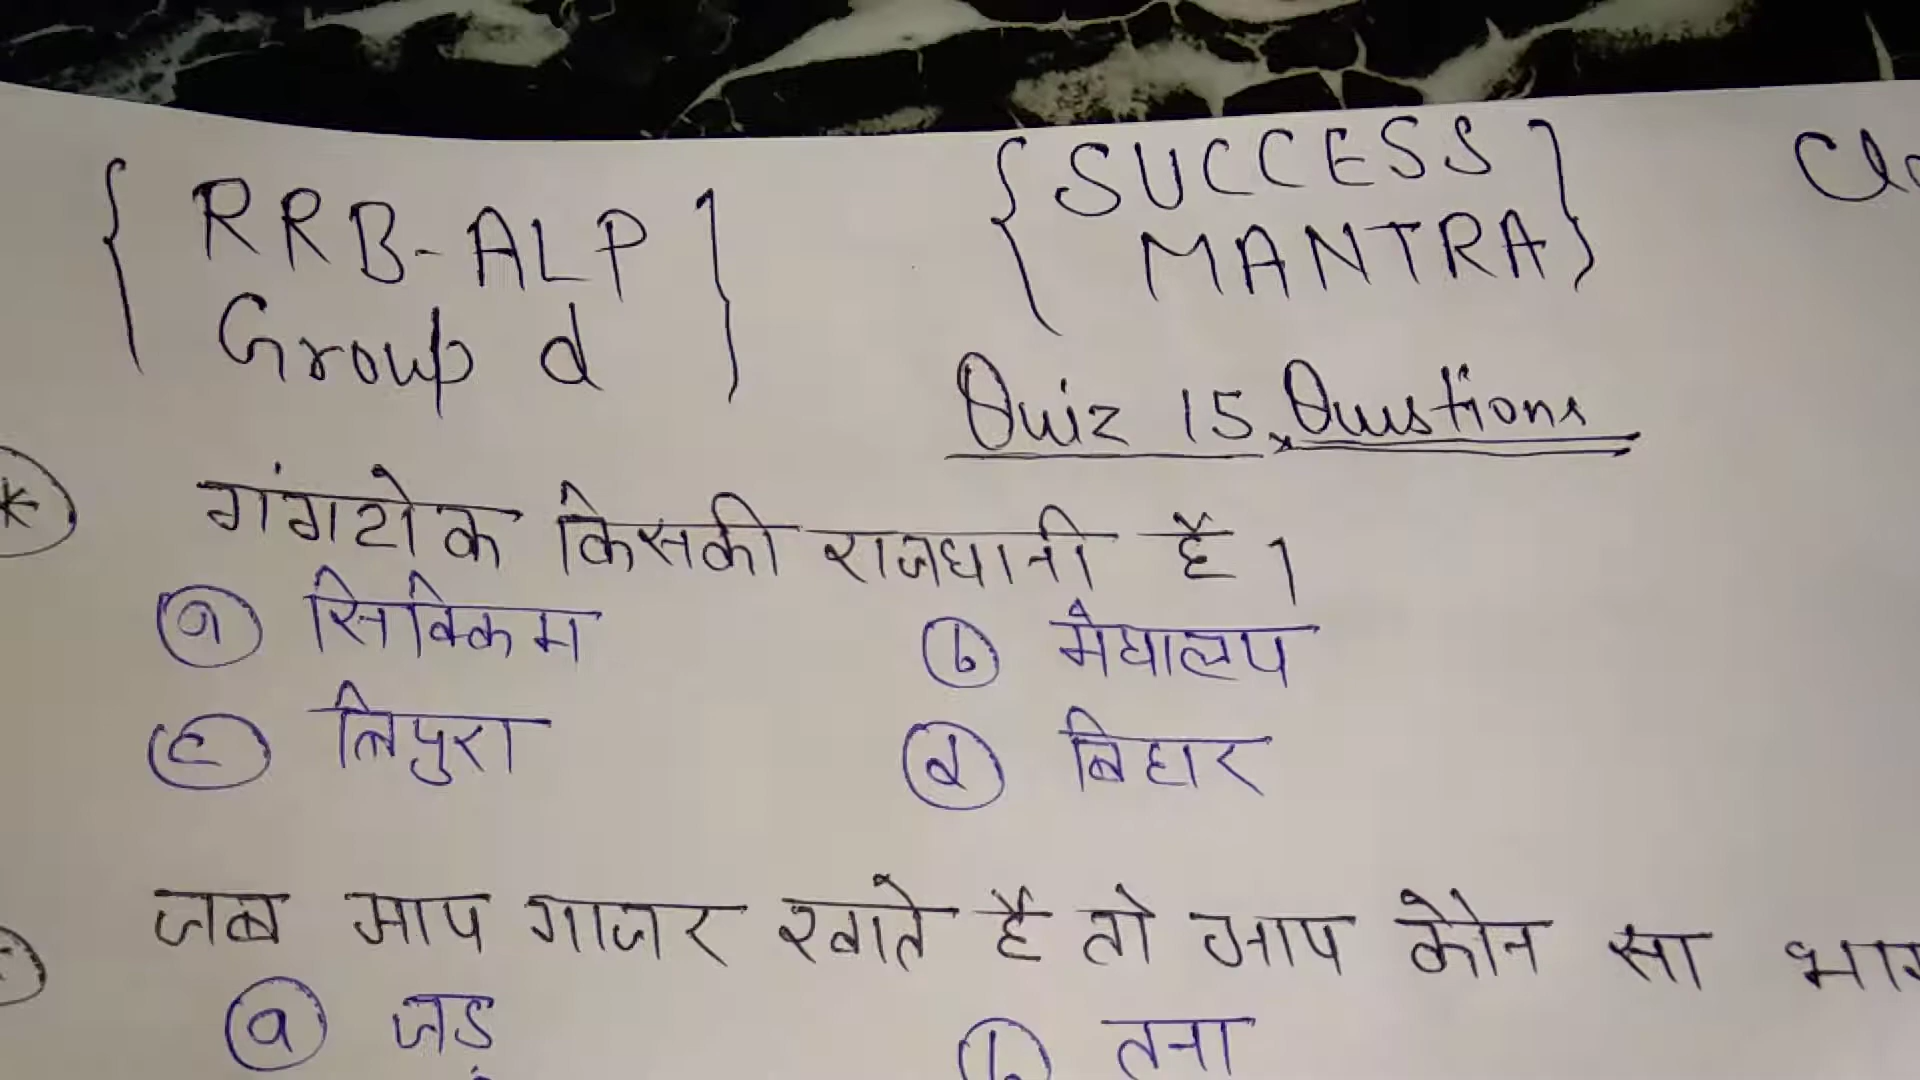 { RRB-ALP }
Group d
{ SUCCESS
MANTRA }
Quiz 15 Questions
* गंगटोक किसकी राजधानी है।
(a) सिक्किम (b) मेघालय
(c) त्रिपुरा (d) बिहार
जब आप गाजर खाते हैं तो आप कौन सा
(a) जड़ (b) तना